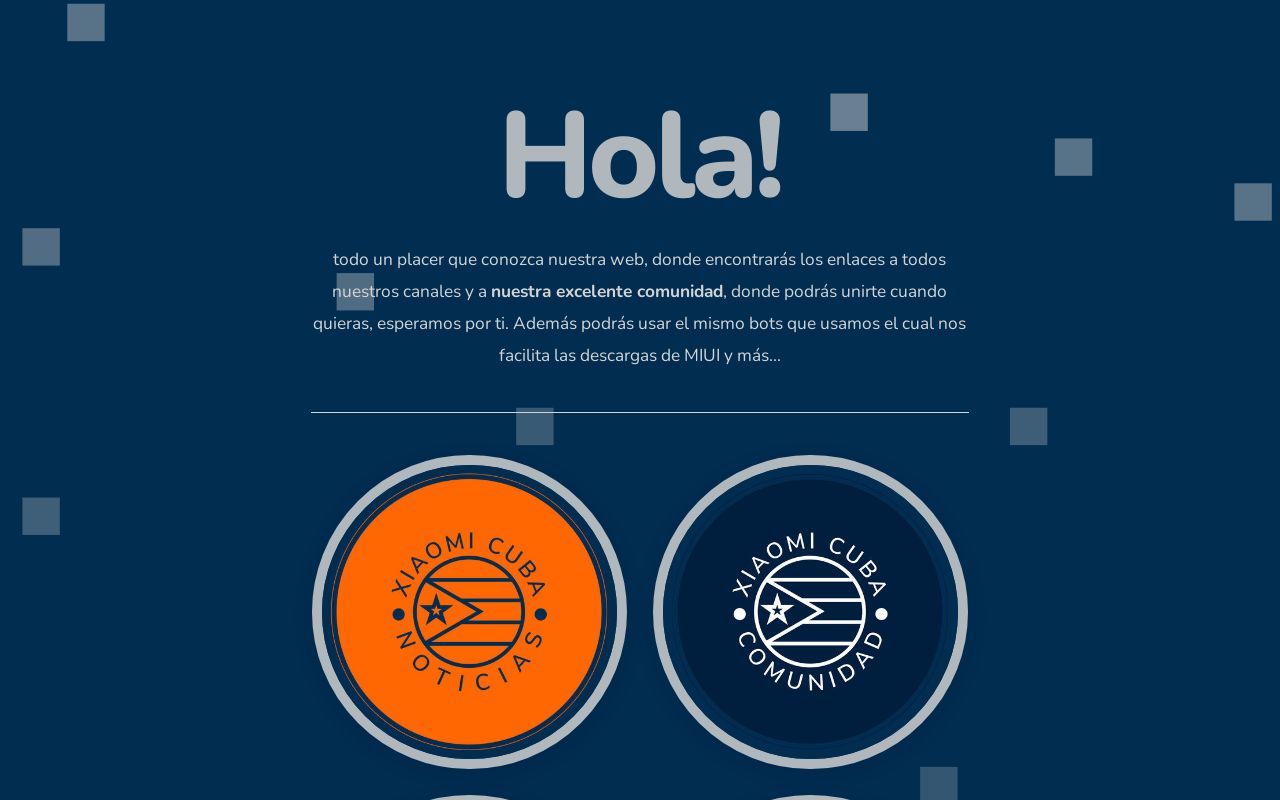 Hola!
todo un placer que conozca nuestra web, donde encontrarás los enlaces a todos
nuestros canales y a nuestra excelente comunidad, donde podrás unirte cuando
quieras, esperamos por ti. Además podrás usar el mismo bots que usamos el cual nos
facilita las descargas de MIUI y más...
XIAOMI CUBA
NOTICIAS
XIAOMI CUBA
COMUNIDAD